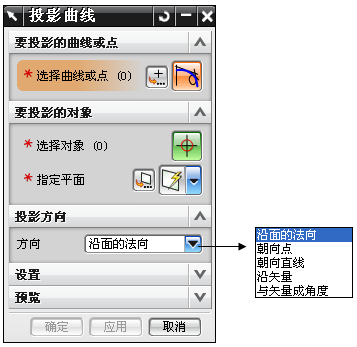 投影曲线
要投影的曲线或点
* 选择曲线或点 (0)
要投影的对象
* 选择对象 (0)
* 指定平面
投影方向
方向 沿面的法向
沿面的法向
朝向点
朝向直线
沿矢量
与矢量成角度
设置
预览
确定 应用 取消